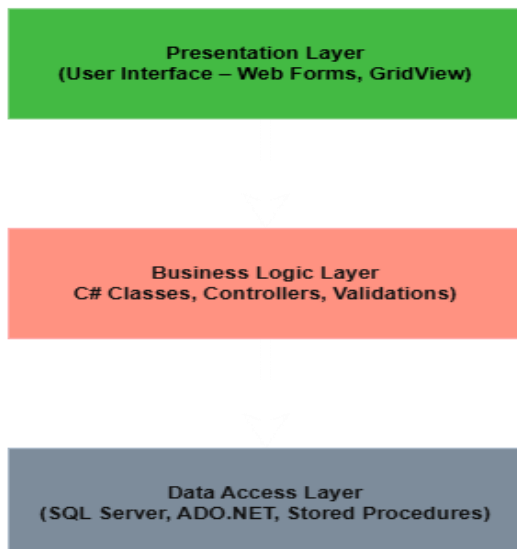 Presentation Layer
(User Interface – Web Forms, GridView)
Business Logic Layer
C# Classes, Controllers, Validations)
Data Access Layer
(SQL Server, ADO.NET, Stored Procedures)